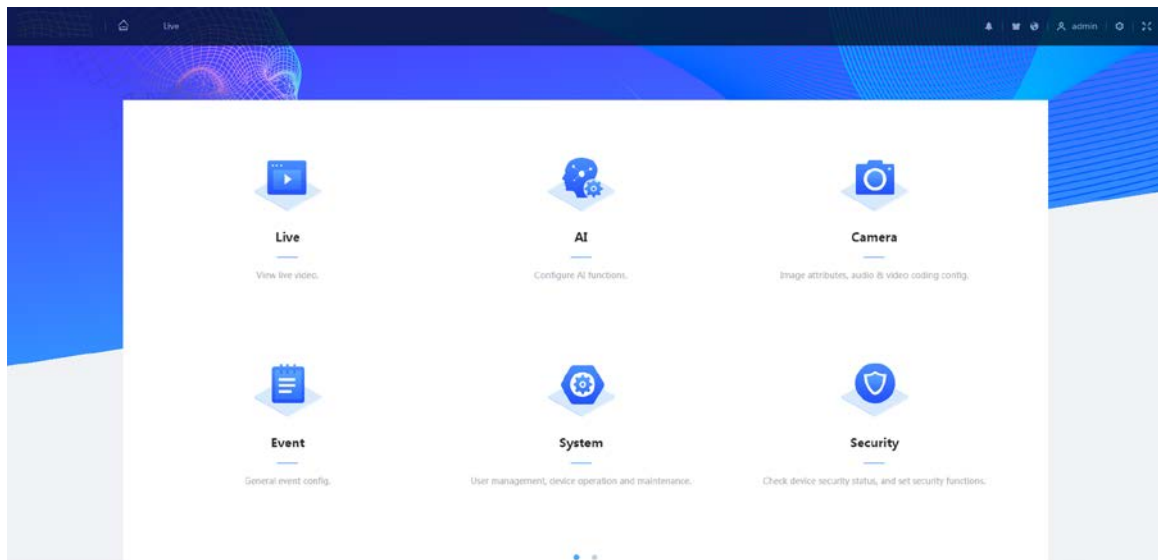 Live
admin
Live
AI
Camera
View live video.
Configure AI functions.
Image attributes, audio & video coding config.
Event
System
Security
General event config.
User management, device operation and maintenance.
Check device security status, and set security functions.